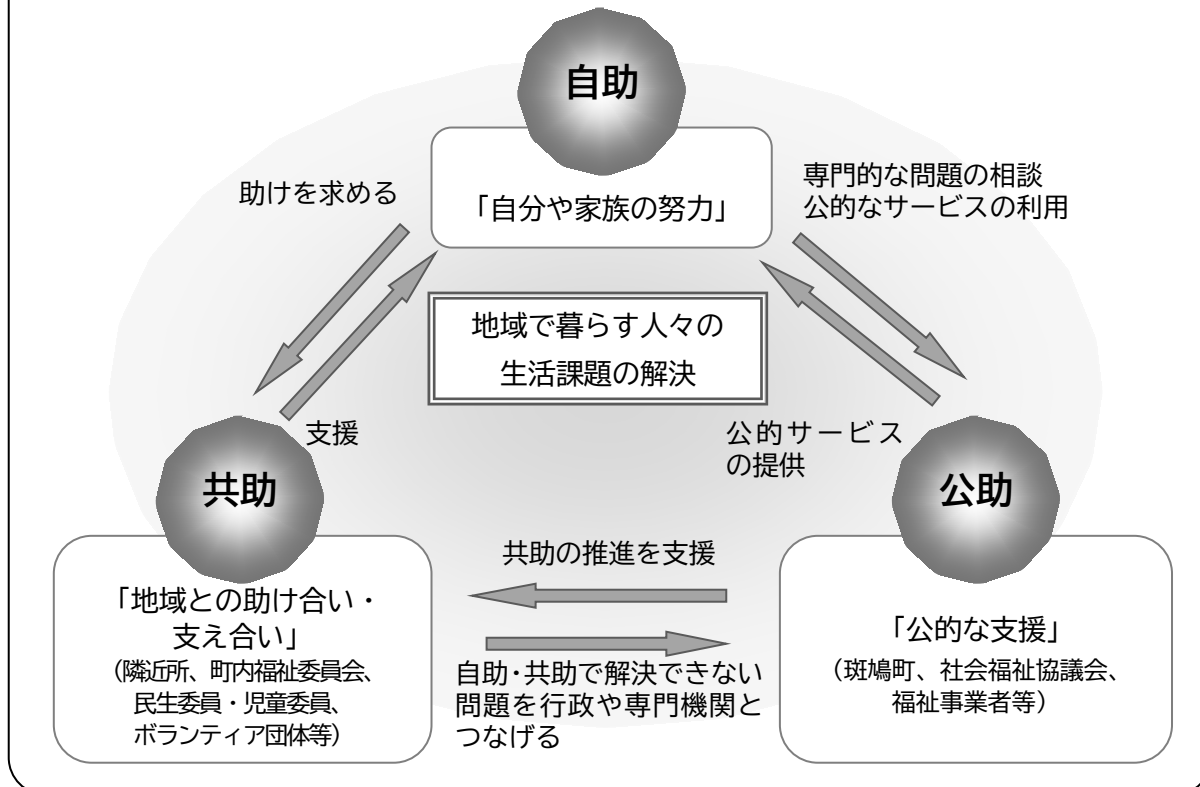 自助
「自分や家族の努力」
助けを求める
専門的な問題の相談
公的なサービスの利用
地域で暮らす人々の
生活課題の解決
支援
公的サービス
の提供
共助
公助
「地域との助け合い・
支え合い」
（隣近所、町内福祉委員会、
民生委員・児童委員、
ボランティア団体等）
共助の推進を支援
自助・共助で解決できない
問題を行政や専門機関と
つなげる
「公的な支援」
（斑鳩町、社会福祉協議会、
福祉事業者等）